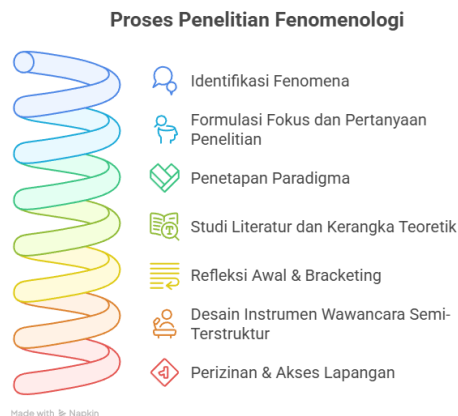 Proses Penelitian Fenomenologi
Identifikasi Fenomena
Formulasi Fokus dan Pertanyaan
Penelitian
Penetapan Paradigma
Studi Literatur dan Kerangka Teoretik
Refleksi Awal & Bracketing
Desain Instrumen Wawancara Semi-
Terstruktur
Perizinan & Akses Lapangan
Made with Napkin